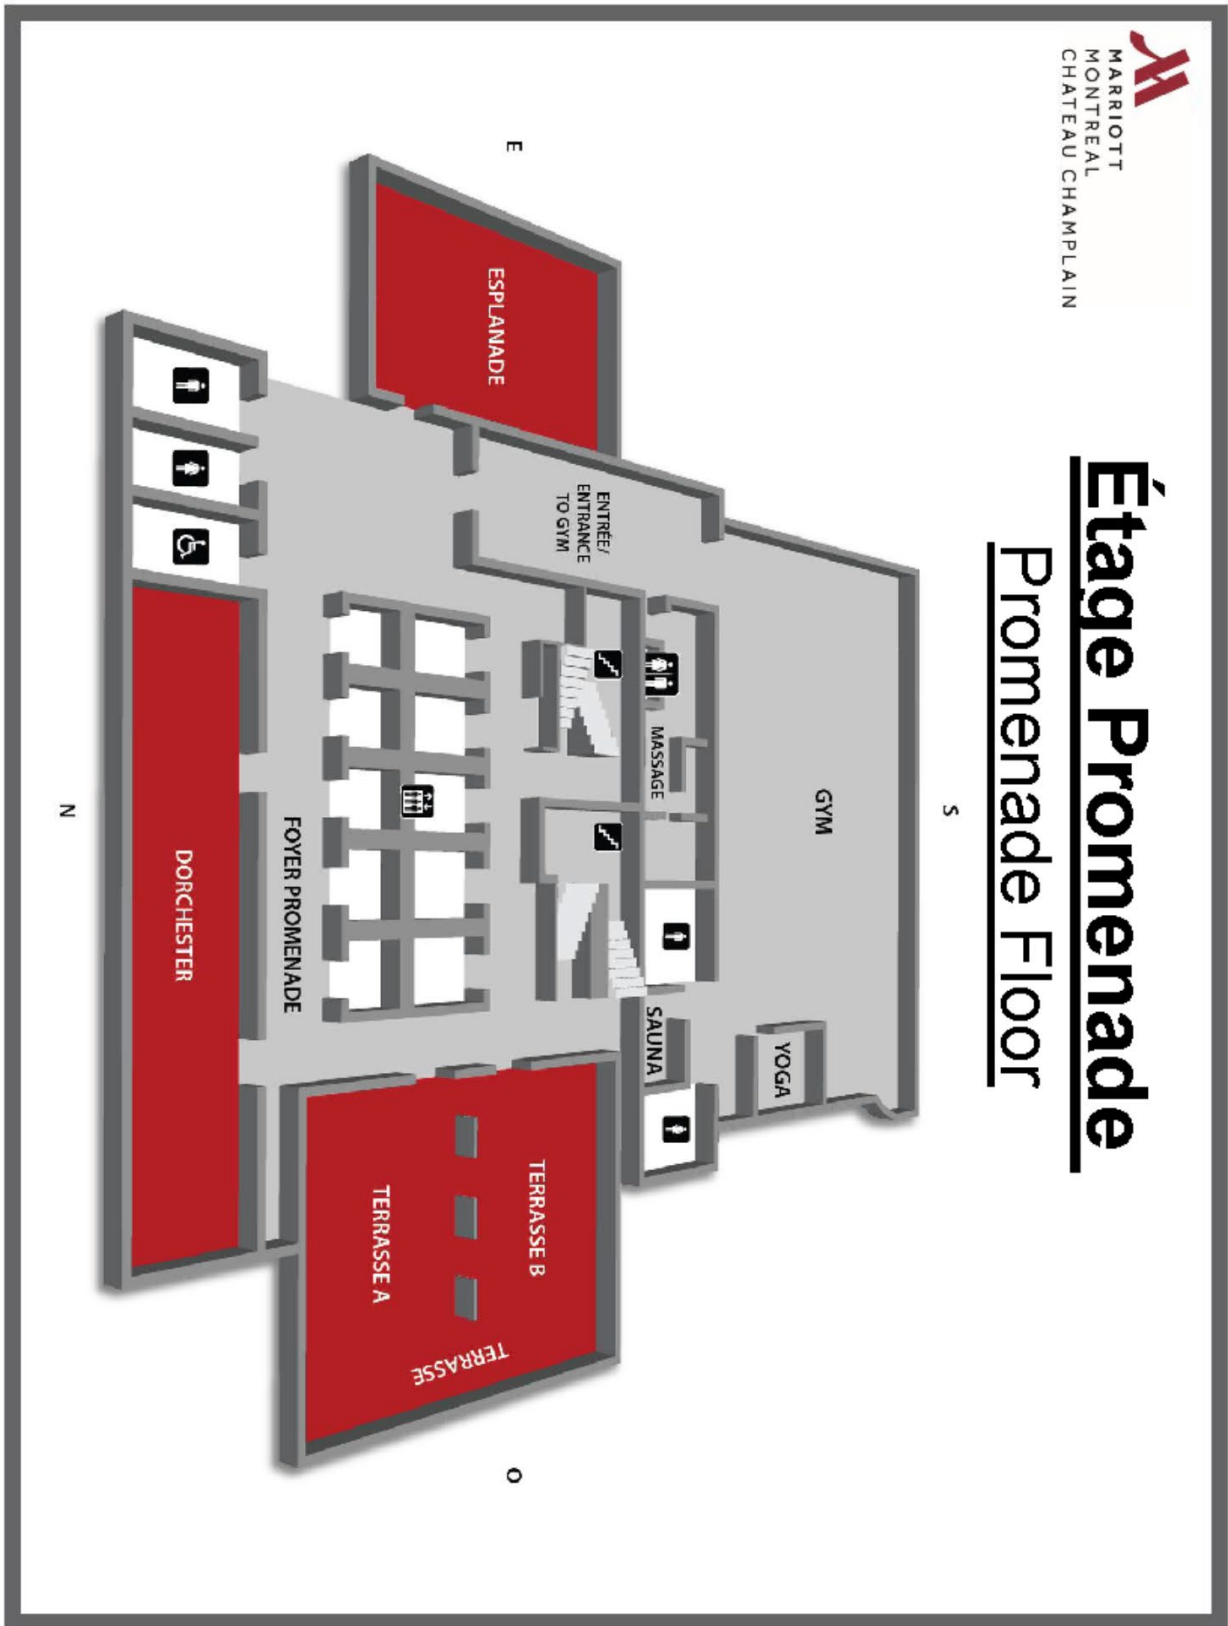 MARRIOTT
MONTREAL
CHATEAU CHAMPLAIN
Étage Promenade
Promenade Floor
S
GYM
YOGA
MASSAGE
SAUNA
ENTRÉE/
ENTRANCE
TO GYM
E
ESPLANADE
TERRASSE B
TERRASSE
TERRASSE A
O
FOYER PROMENADE
DORCHESTER
N